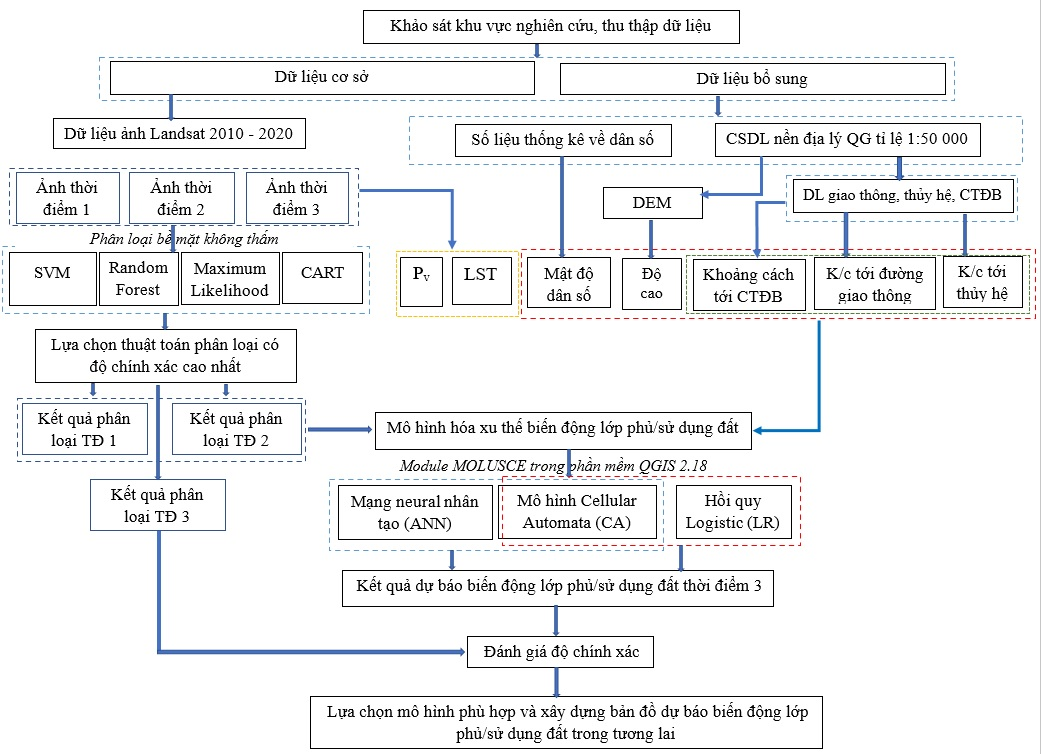 Khảo sát khu vực nghiên cứu, thu thập dữ liệu
Dữ liệu cơ sở
Dữ liệu bổ sung
Dữ liệu ảnh Landsat 2010 - 2020
Số liệu thống kê về dân số
CSDL nền địa lý QG tỉ lệ 1:50 000
Ảnh thời
điểm 1
Ảnh thời
điểm 2
Ảnh thời
điểm 3
DEM
DL giao thông, thủy hệ, CTĐB
Phân loại bề mặt không thấm
SVM
Random
Forest
Maximum
Likelihood
CART
Pv
LST
Mật độ
dân số
Độ
cao
Khoảng cách
tới CTĐB
K/c tới đường
giao thông
K/c tới
thủy hệ
Lựa chọn thuật toán phân loại có
độ chính xác cao nhất
Kết quả phân
loại TĐ 1
Kết quả phân
loại TĐ 2
Mô hình hóa xu thế biến động lớp phủ/sử dụng đất
Module MOLUSCE trong phần mềm QGIS 2.18
Kết quả phân
loại TĐ 3
Mạng neural nhân
tạo (ANN)
Mô hình Cellular
Automata (CA)
Hồi quy
Logistic (LR)
Kết quả dự báo biến động lớp phủ/sử dụng đất thời điểm 3
Đánh giá độ chính xác
Lựa chọn mô hình phù hợp và xây dựng bản đồ dự báo biến động lớp
phủ/sử dụng đất trong tương lai